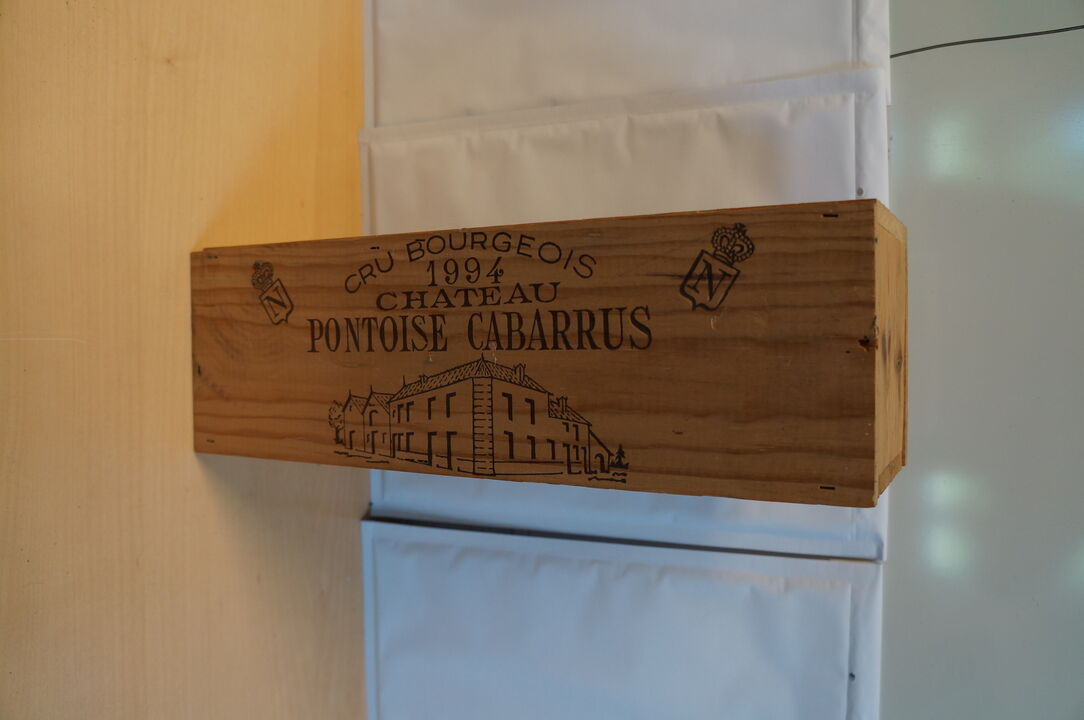 CRU BOURGEOIS
1994
CHATEAU
PONTOISE CABARRUS
N
N